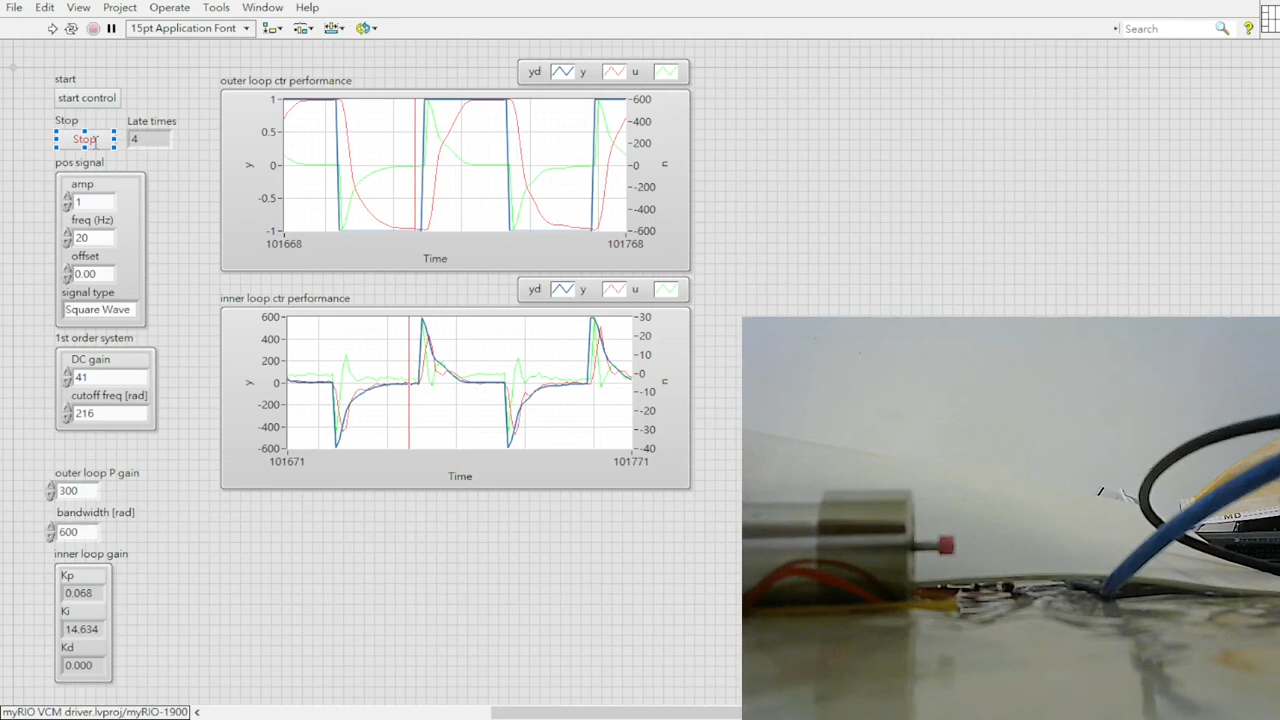 File Edit View Project Operate Tools Window Help
15pt Application Font
Search
start
start control
Stop
Stop
Late times
4
pos signal
amp
1
freq (Hz)
20
offset
0.00
signal type
Square Wave
1st order system
DC gain
41
cutoff freq [rad]
216
outer loop P gain
300
bandwidth [rad]
600
inner loop gain
Kp
0.068
Ki
14.634
Kd
0.000
outer loop ctr performance
yd y u
1
0.5
0
-0.5
-1
y
600
400
200
0
-200
-400
-600
u
101668
101768
Time
inner loop ctr performance
yd y u
600
400
200
0
-200
-400
-600
y
30
20
10
0
-10
-20
-30
-40
u
101671
101771
Time
MD
myRIO VCM driver.lvproj/myRIO-1900